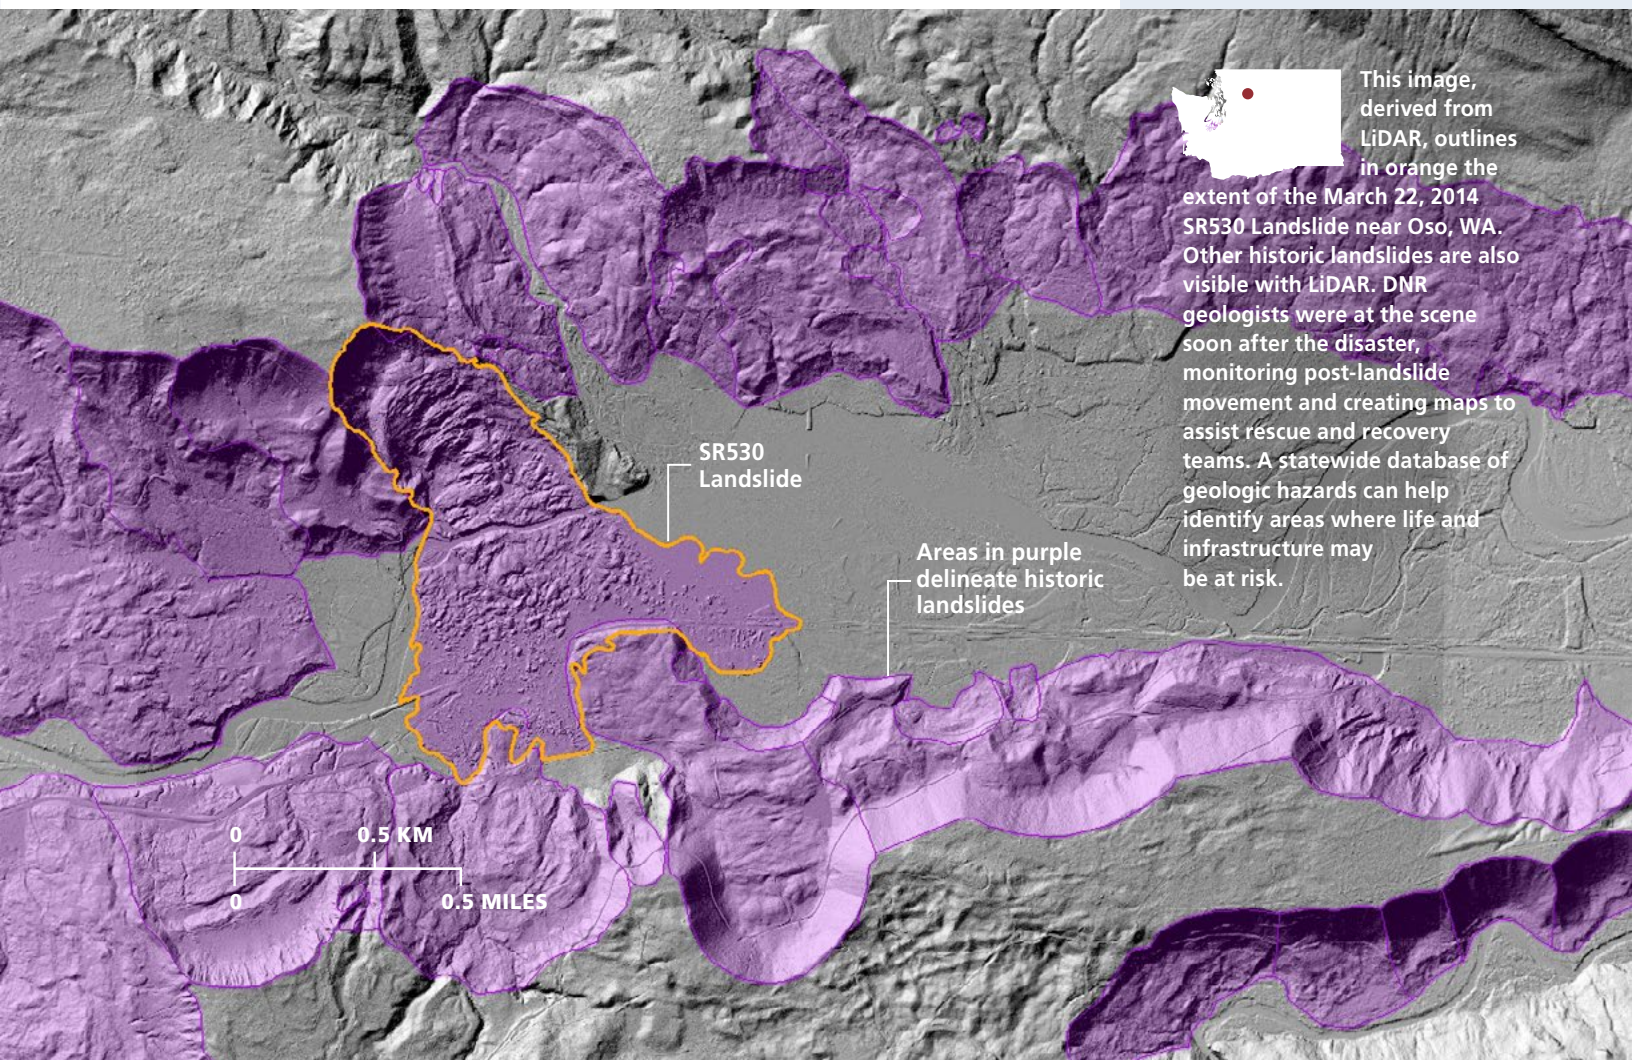 This image,
derived from
LiDAR, outlines
in orange the
extent of the March 22, 2014
SR530 Landslide near Oso, WA.
Other historic landslides are also
visible with LiDAR. DNR
geologists were at the scene
soon after the disaster,
monitoring post-landslide
movement and creating maps to
assist rescue and recovery
teams. A statewide database of
geologic hazards can help
identify areas where life and
infrastructure may
be at risk.
SR530
Landslide
Areas in purple
delineate historic
landslides
0 0.5 KM
0 0.5 MILES